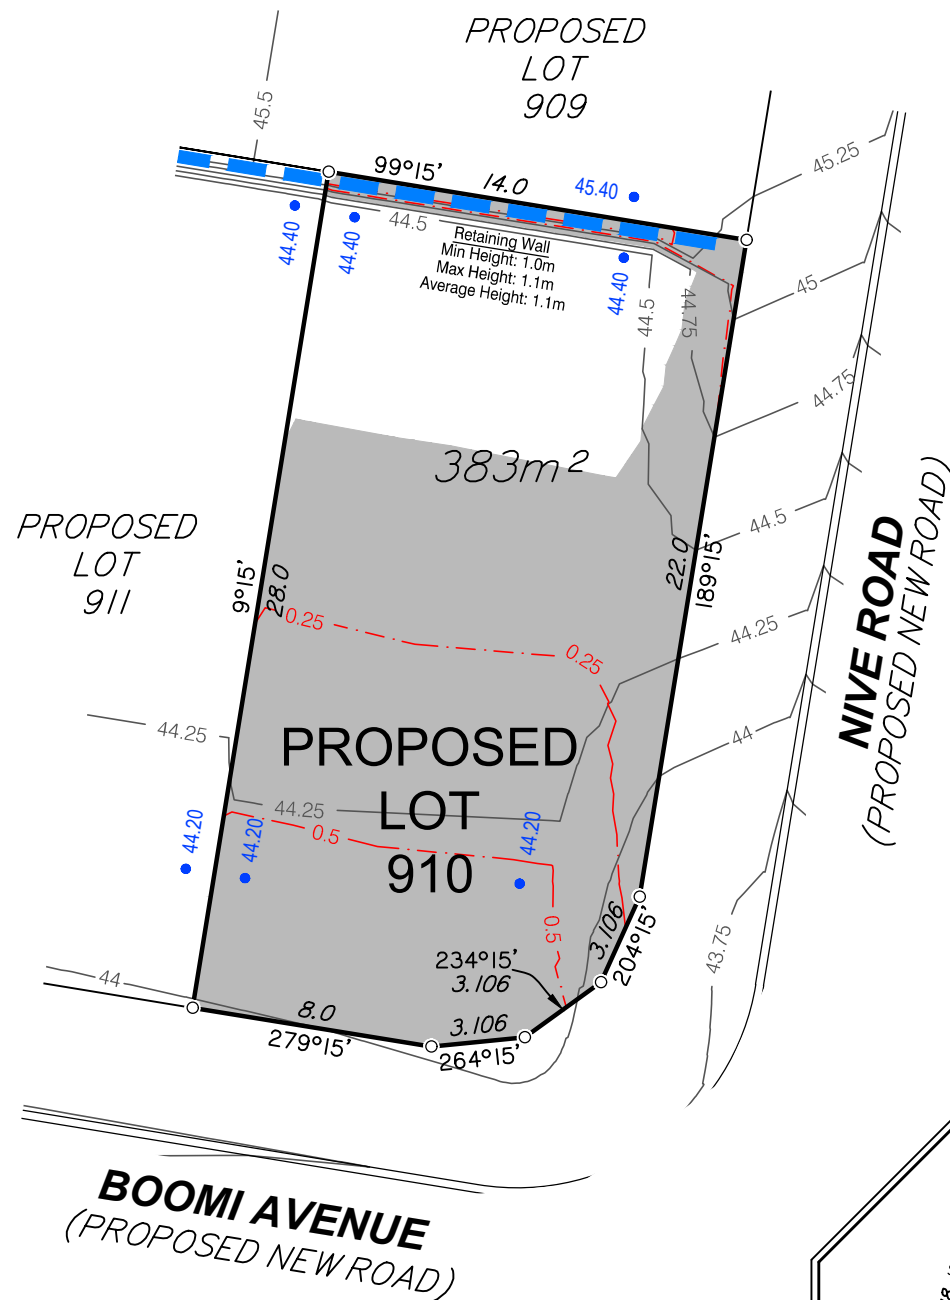 PROPOSED
LOT
909
45.5
45.25
99°15'
14.0
45.40
44.40
44.40
44.5
Retaining Wall
Min Height: 1.0m
Max Height: 1.1m
Average Height: 1.1m
44.40
44.5
44.75
45
44.75
383m²
44.5
PROPOSED
LOT
911
9°15'
28.0
22.0
189°15'
NIVE ROAD
(PROPOSED NEW ROAD)
0.25
0.25
44.25
44.25
44
PROPOSED
LOT
910
44.25
0.5
44.20
44.20
44.20
0.5
3.106
204°15'
43.75
234°15'
3.106
44
8.0
279°15'
3.106
264°15'
BOOMI AVENUE
(PROPOSED NEW ROAD)